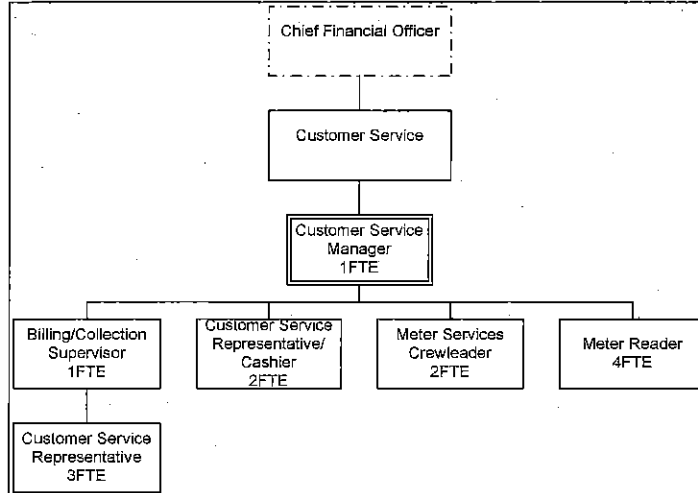 Chief Financial Officer
Customer Service
Customer Service
Manager
1FTE
Billing/Collection
Supervisor
1FTE
Customer Service
Representative/
Cashier
2FTE
Meter Services
Crewleader
2FTE
Meter Reader
4FTE
Customer Service
Representative
3FTE